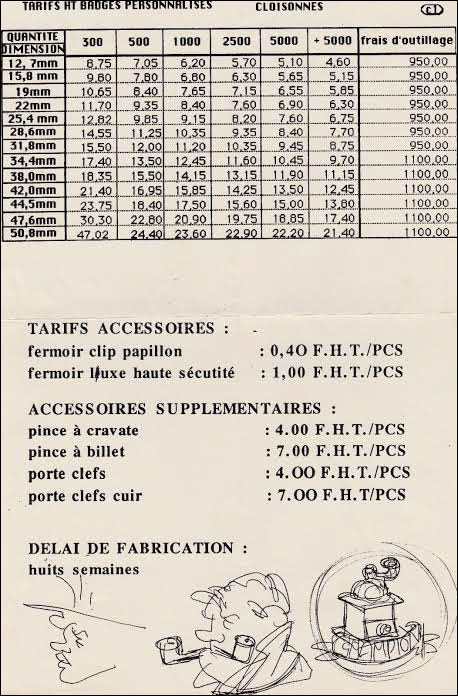 TARIFS HT BADGES PERSONNALISES CLOISONNES
QUANTITE 300 500 1000 2500 5000 + 5000 frais d'outillage
DIMENSION
12, 7mm 8,75 7,05 6,20 5,70 5,10 4,60 950,00
15,8 mm 9,80 7,80 6,80 6,30 5,65 5,15 950,00
19mm 10,65 8,40 7,65 7,15 6,55 5,85 950,00
22mm 11,70 9,35 8,40 7,60 6,90 6,30 950,00
25,4 mm 12,82 9,85 9,15 8,20 7,60 6,75 950,00
28,6mm 14,55 11,25 10,35 9,35 8,40 7,70 950,00
31,8mm 15,50 12,00 11,20 10,35 9,45 8,75 950,00
34,4mm 17,40 13,50 12,45 11,60 10,45 9,70 1100,00
38,0mm 18,35 15,50 14,15 13,15 11,90 11,15 1100,00
42,0mm 21,40 16,95 15,85 14,25 13,50 12,45 1100,00
44,5mm 23,75 18,40 17,50 15,60 15,00 13,80 1100,00
47,6mm 30,30 22,80 20,90 19,75 18,85 17,40 1100,00
50,8mm 47,02 24,40 23,60 22,90 22,20 21,40 1100,00
TARIFS ACCESSOIRES :
fermoir clip papillon : 0,4O F.H.T./PCS
fermoir luxe haute sécutité : 1,00 F.H.T./PCS
ACCESSOIRES SUPPLEMENTAIRES :
pince à cravate : 4.00 F.H.T./PCS
pince à billet : 7.00 F.H.T./PCS
porte clefs : 4.OO F.H.T./PCS
porte clefs cuir : 7.OO F.H.T/PCS
DELAI DE FABRICATION :
huits semaines